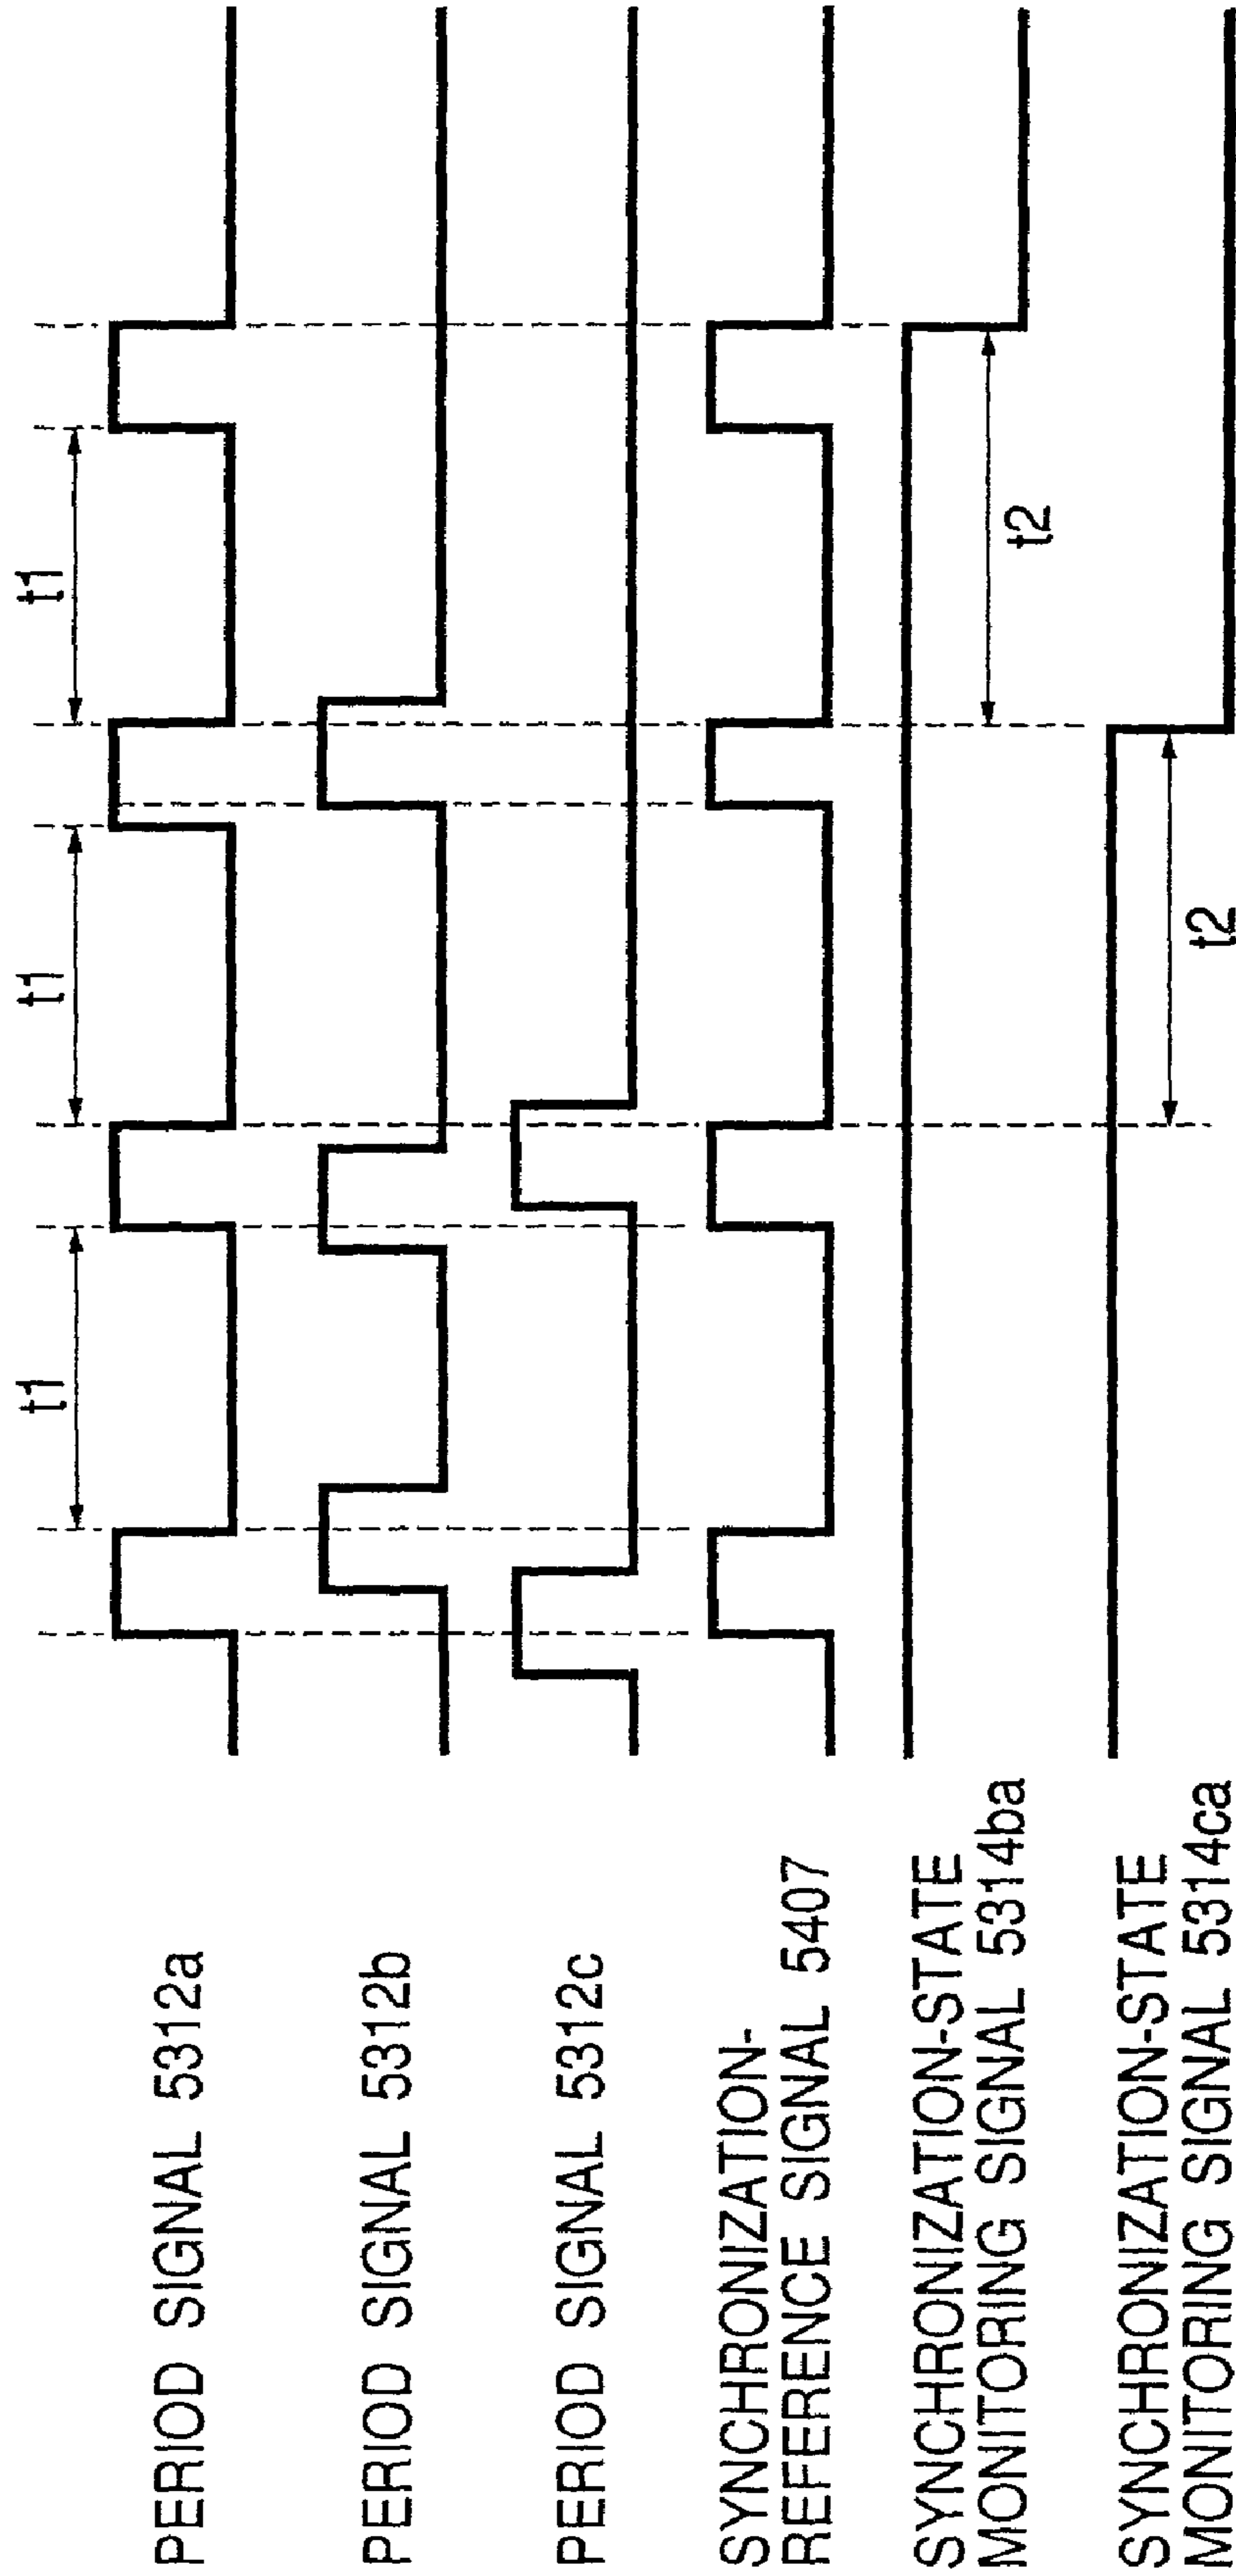 t1
t1
t1
PERIOD SIGNAL 5312a
PERIOD SIGNAL 5312b
PERIOD SIGNAL 5312c
SYNCHRONIZATION-
REFERENCE SIGNAL 5407
SYNCHRONIZATION-STATE
MONITORING SIGNAL 5314ba
t2
SYNCHRONIZATION-STATE
MONITORING SIGNAL 5314ca
t2